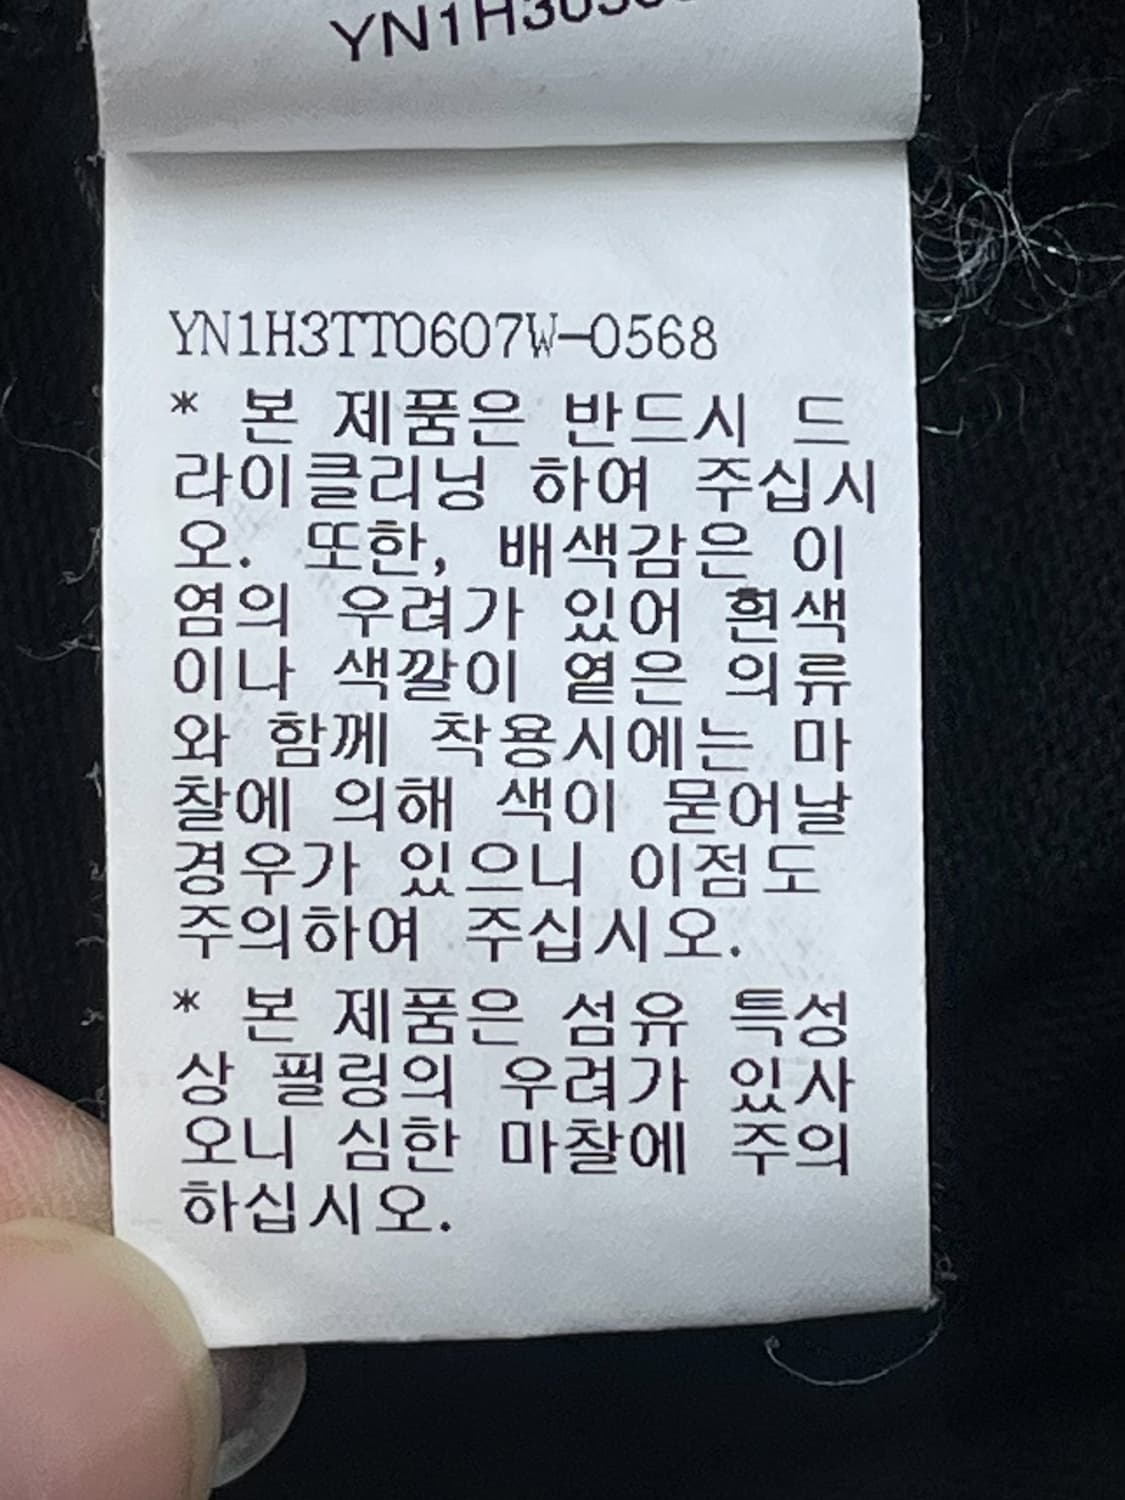 YN1H3TTO607W-0568
* 본 제품은 반드시 드
라이클리닝 하여 주십시
오. 또한, 배색감은 이
염의 우려가 있어 흰색
이나 색깔이 옅은 의류
와 함께 착용시에는 마
찰에 의해 색이 묻어날
경우가 있으니 이점도
주의하여 주십시오.
* 본 제품은 섬유 특성
상 필링의 우려가 있사
오니 심한 마찰에 주의
하십시오.